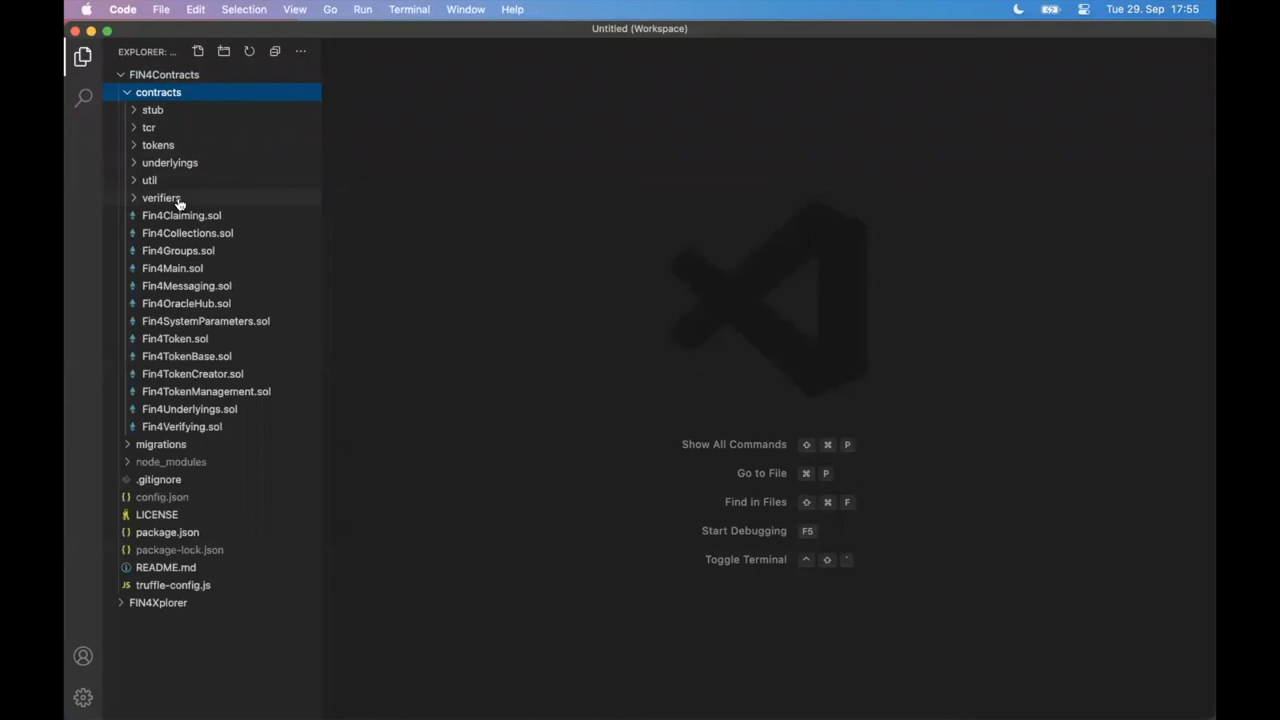 Code File Edit Selection View Go Run Terminal Window Help Tue 29. Sep 17:55
Untitled (Workspace)
EXPLORER: ...
FIN4Contracts
contracts
stub
tcr
tokens
underlyings
util
verifiers
Fin4Claiming.sol
Fin4Collections.sol
Fin4Groups.sol
Fin4Main.sol
Fin4Messaging.sol
Fin4OracleHub.sol
Fin4SystemParameters.sol
Fin4Token.sol
Fin4TokenBase.sol
Fin4TokenCreator.sol
Fin4TokenManagement.sol
Fin4Underlyings.sol
Fin4Verifying.sol
migrations
node_modules
.gitignore
config.json
LICENSE
package.json
package-lock.json
README.md
JS truffle-config.js
FIN4Xplorer
Show All Commands ⇧ ⌘ P
Go to File ⌘ P
Find in Files ⇧ ⌘ F
Start Debugging F5
Toggle Terminal ^ ⇧ `